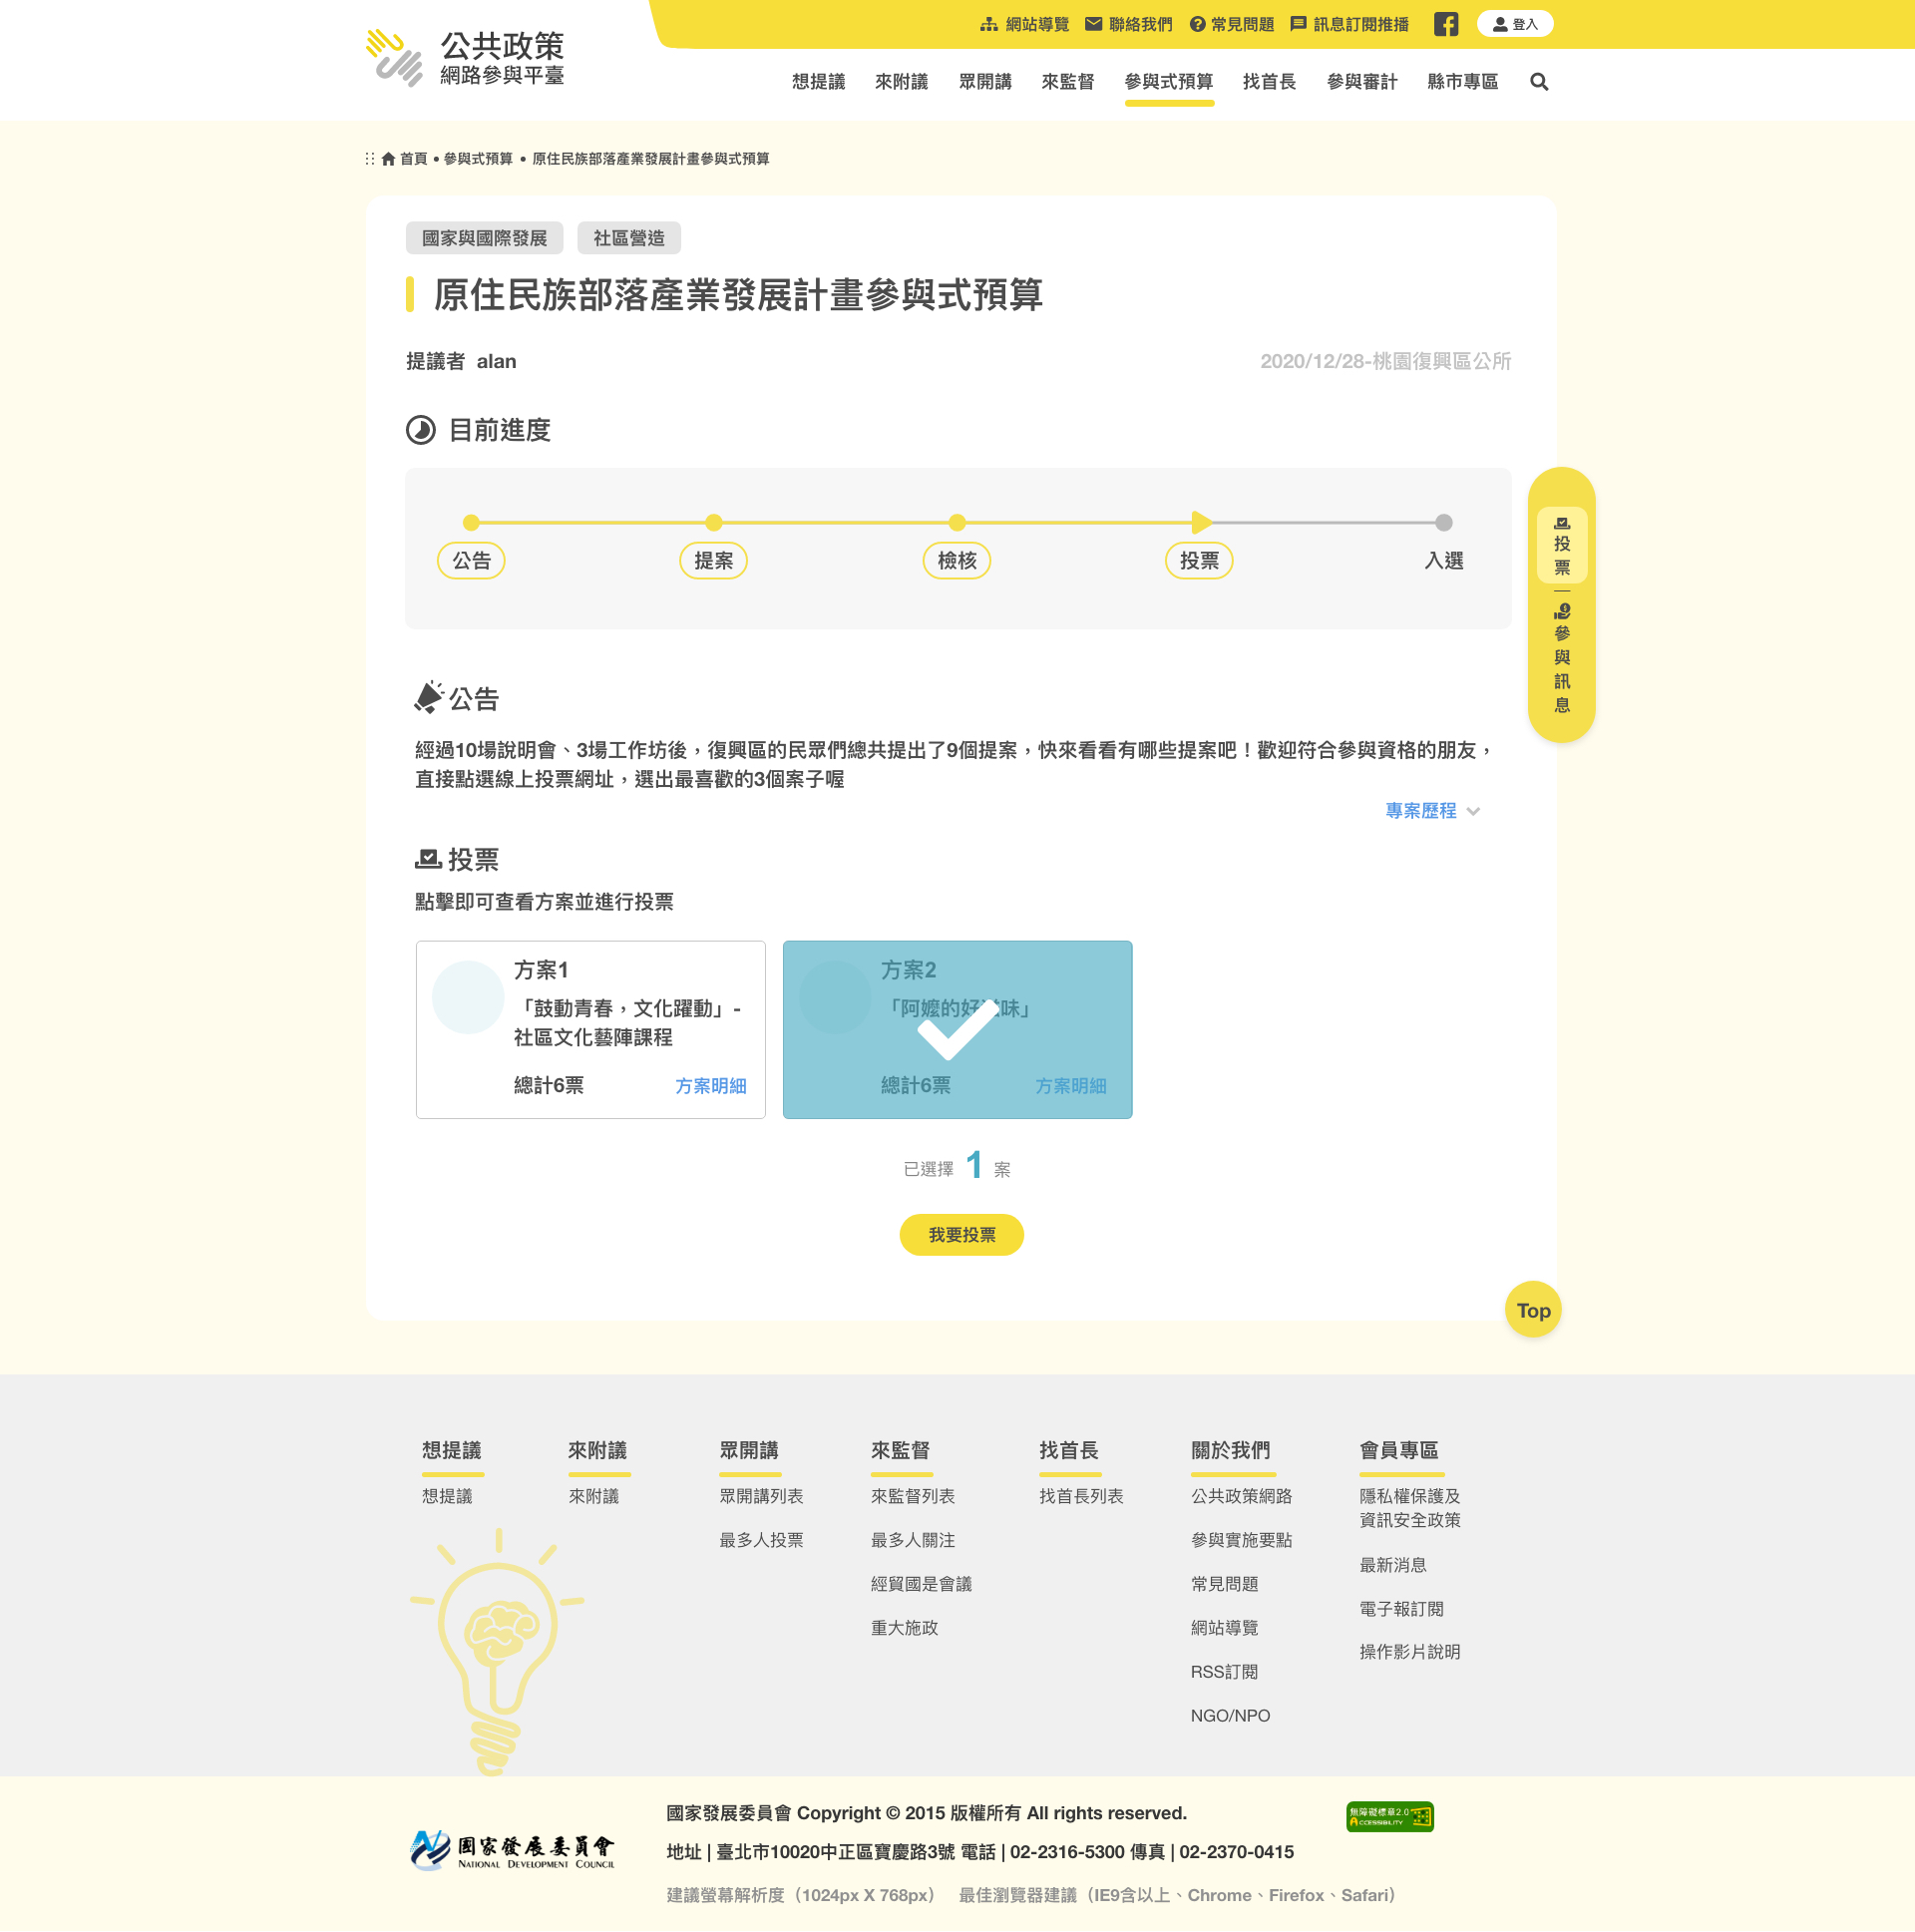 公共政策
網路參與平臺
網站導覽 聯絡我們 常見問題 訊息訂閱推播 登入
想提議 來附議 眾開講 來監督 參與式預算 找首長 參與審計 縣市專區
首頁 • 參與式預算 • 原住民族部落產業發展計畫參與式預算
國家與國際發展 社區營造
原住民族部落產業發展計畫參與式預算
提議者 alan
2020/12/28-桃園復興區公所
目前進度
公告 提案 檢核 投票 入選
投票
參與訊息
公告
經過10場說明會、3場工作坊後，復興區的民眾們總共提出了9個提案，快來看看有哪些提案吧！歡迎符合參與資格的朋友，
直接點選線上投票網址，選出最喜歡的3個案子喔
專案歷程
投票
點擊即可查看方案並進行投票
方案1
「鼓動青春，文化躍動」-
社區文化藝陣課程
總計6票 方案明細
方案2
「阿嬤的好滋味」
總計6票 方案明細
已選擇 1 案
我要投票
Top
想提議
想提議
來附議
來附議
眾開講
眾開講列表
最多人投票
來監督
來監督列表
最多人關注
經貿國是會議
重大施政
找首長
找首長列表
關於我們
公共政策網路
參與實施要點
常見問題
網站導覽
RSS訂閱
NGO/NPO
會員專區
隱私權保護及
資訊安全政策
最新消息
電子報訂閱
操作影片說明
國家發展委員會
NATIONAL DEVELOPMENT COUNCIL
國家發展委員會 Copyright © 2015 版權所有 All rights reserved.
無障礙標章2.0
ACCESSIBILITY
地址 | 臺北市10020中正區寶慶路3號 電話 | 02-2316-5300 傳真 | 02-2370-0415
建議螢幕解析度（1024px X 768px） 最佳瀏覽器建議（IE9含以上、Chrome、Firefox、Safari）